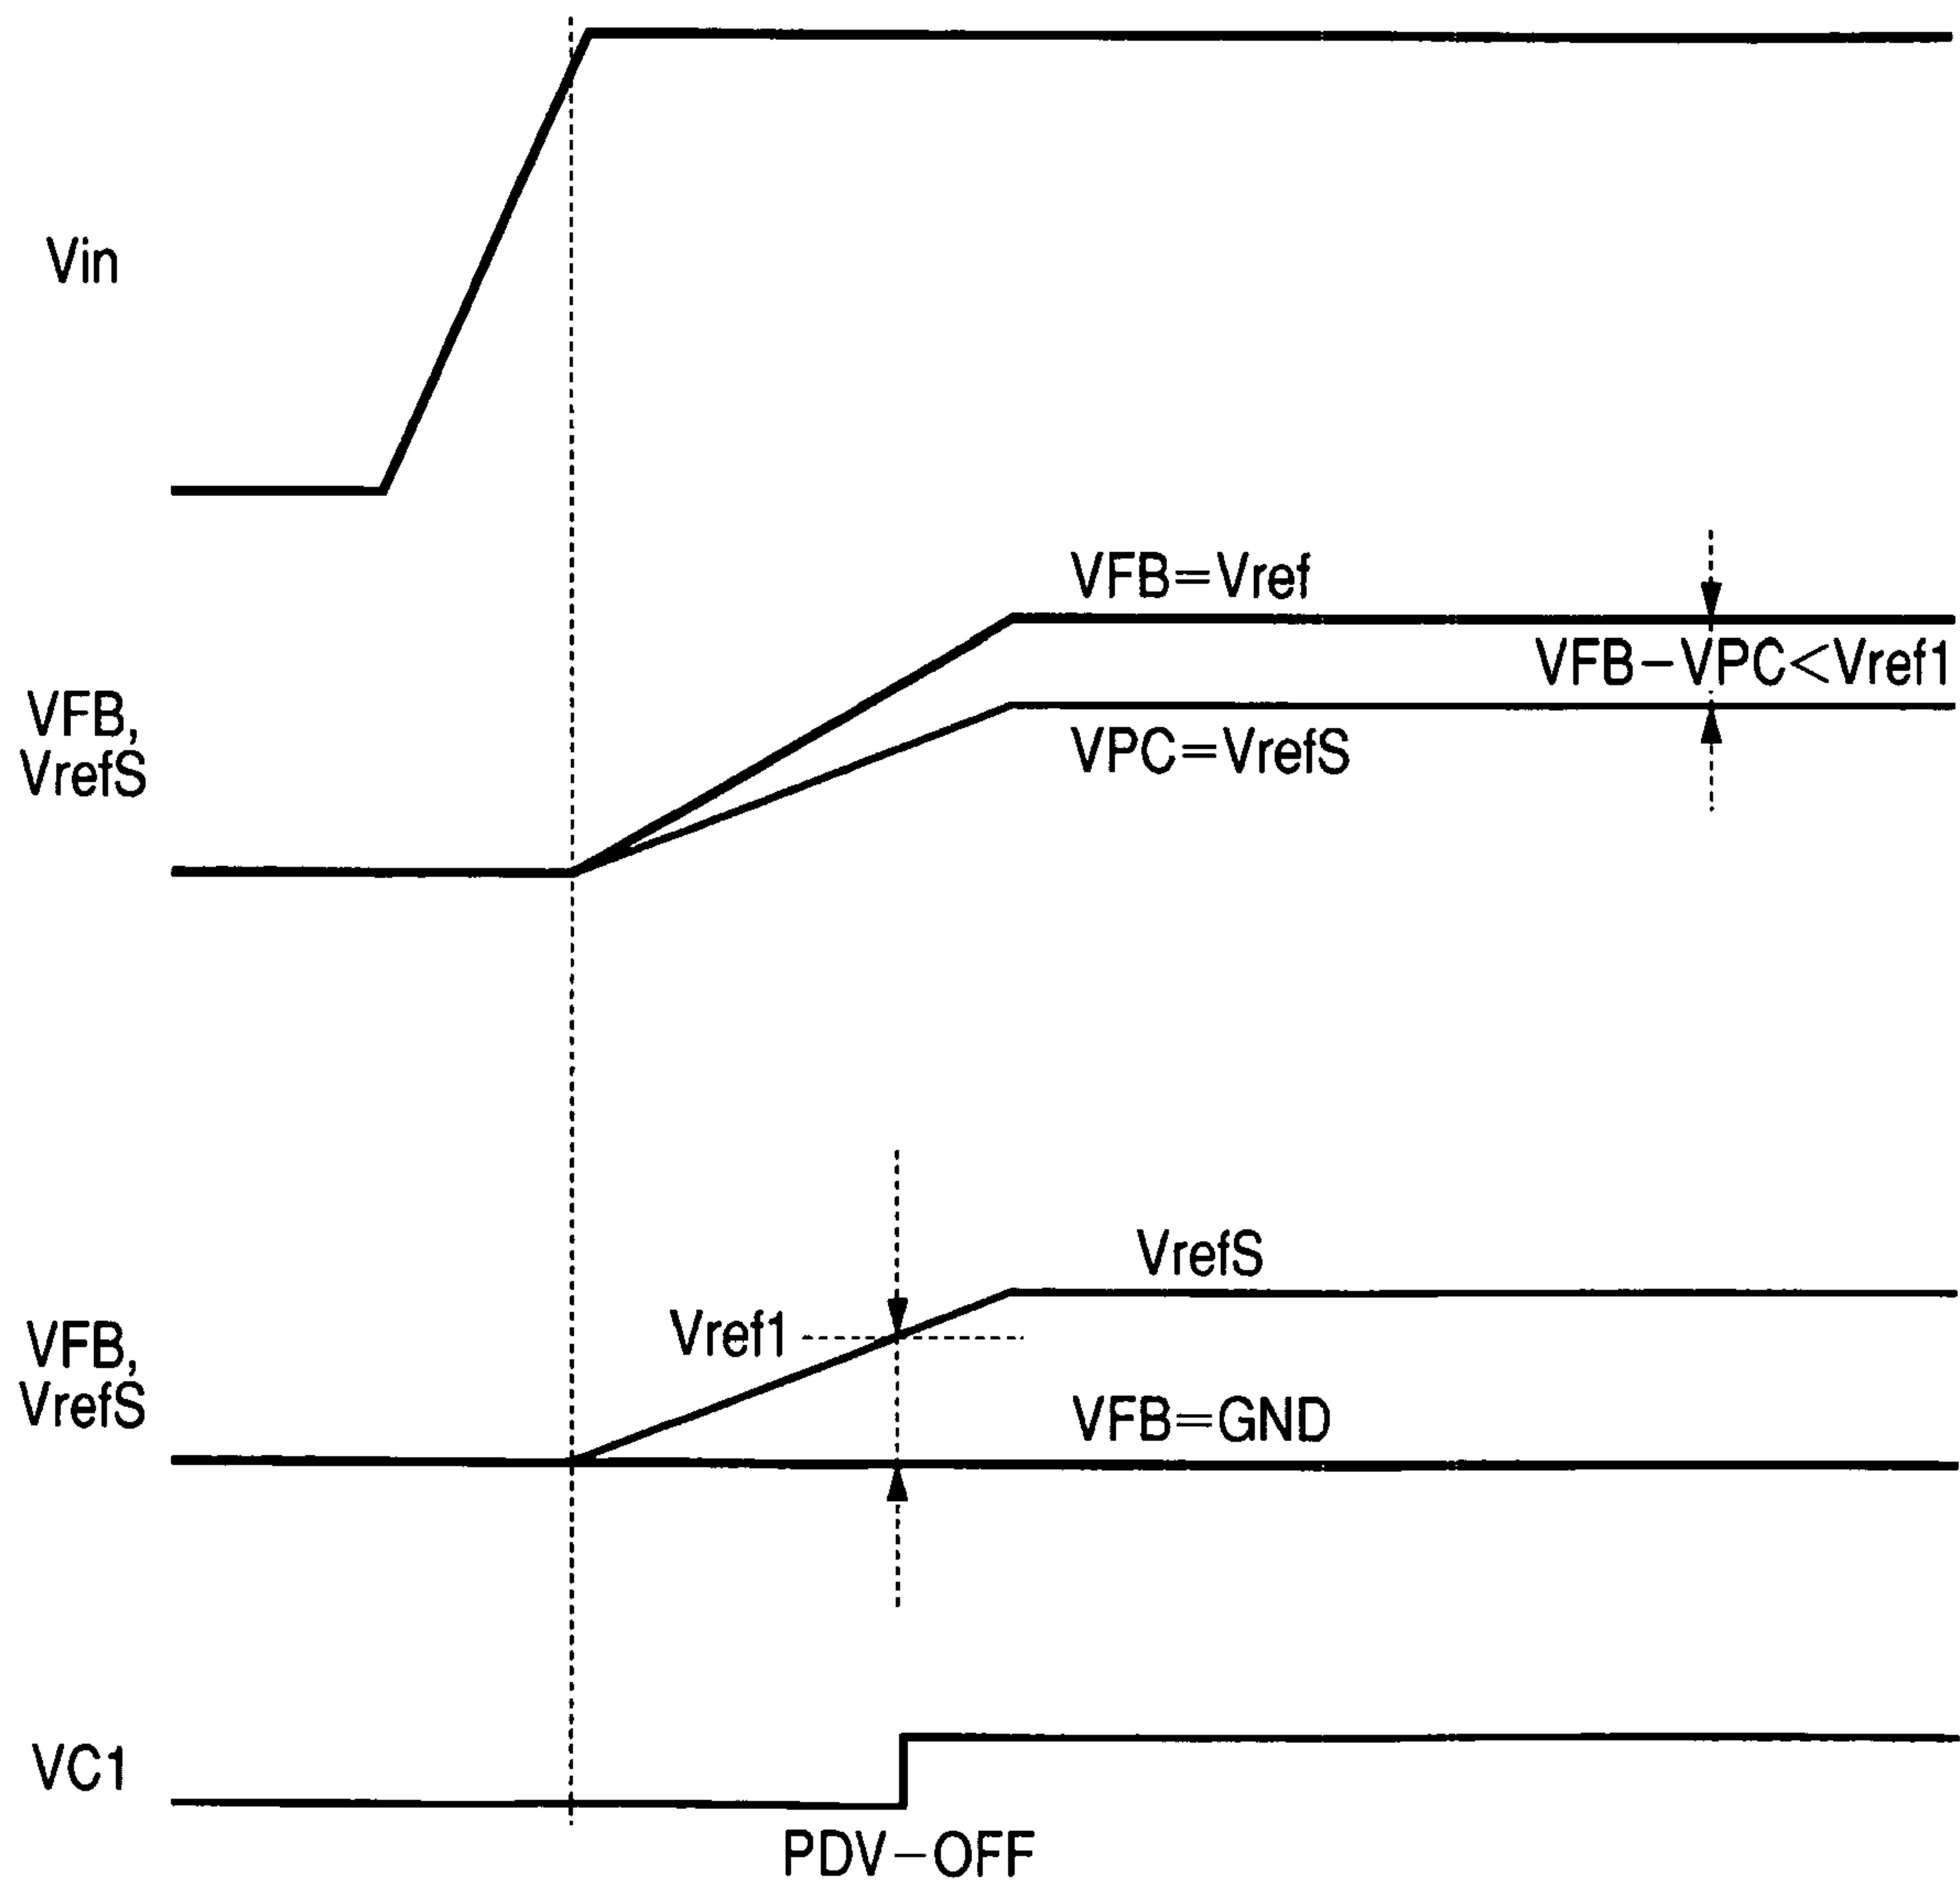 Vin
VFB=Vref
VFB-VPC<Vref1
VFB,
VrefS
VPC=VrefS
VrefS
Vref1
VFB,
VrefS
VFB=GND
VC1
PDV-OFF